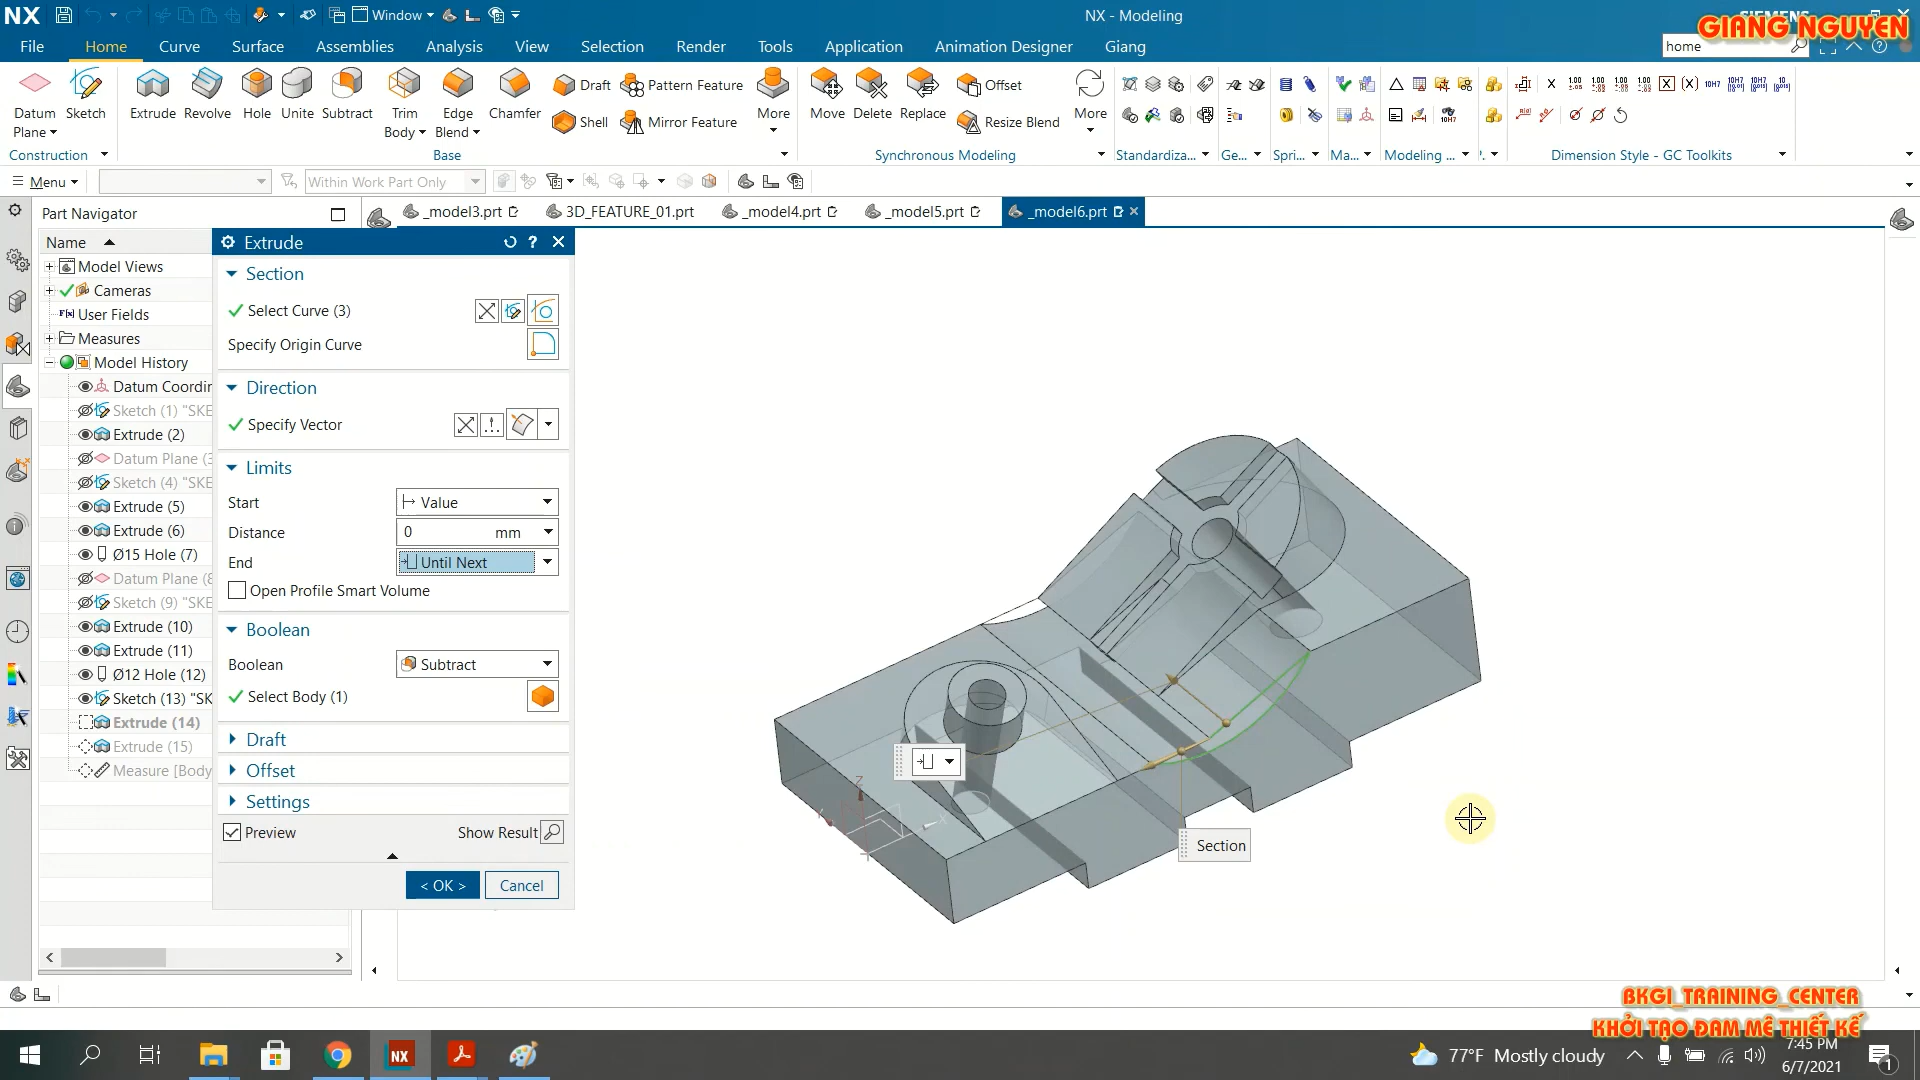 NX
Window
NX - Modeling
GIANG NGUYEN
File Home Curve Surface Assemblies Analysis View Selection Render Tools Application Animation Designer Giang
home
Datum Plane
Sketch
Extrude
Revolve
Hole
Unite
Subtract
Trim Body
Edge Blend
Chamfer
Draft
Shell
Pattern Feature
Mirror Feature
More
Move
Delete
Replace
Offset
Resize Blend
More
Construction
Base
Synchronous Modeling
Standardiza...
Ge...
Spri...
Ma...
Modeling ...
Dimension Style - GC Toolkits
Menu
Within Work Part Only
Part Navigator
_model3.prt
3D_FEATURE_01.prt
_model4.prt
_model5.prt
_model6.prt
Name
Model Views
Cameras
User Fields
Measures
Model History
Datum Coordin
Sketch (1) "SKE
Extrude (2)
Datum Plane (3
Sketch (4) "SKE
Extrude (5)
Extrude (6)
Ø15 Hole (7)
Datum Plane (8
Sketch (9) "SKE
Extrude (10)
Extrude (11)
Ø12 Hole (12)
Sketch (13) "SK
Extrude (14)
Extrude (15)
Measure [Body
Extrude
Section
Select Curve (3)
Specify Origin Curve
Direction
Specify Vector
Limits
Start Value
Distance 0 mm
End Until Next
Open Profile Smart Volume
Boolean
Boolean Subtract
Select Body (1)
Draft
Offset
Settings
Preview Show Result
< OK > Cancel
Z
X
Section
BKGI_TRAINING_CENTER
KHỞI TẠO ĐAM MÊ THIẾT KẾ
NX
77°F Mostly cloudy
7:45 PM
6/7/2021
1